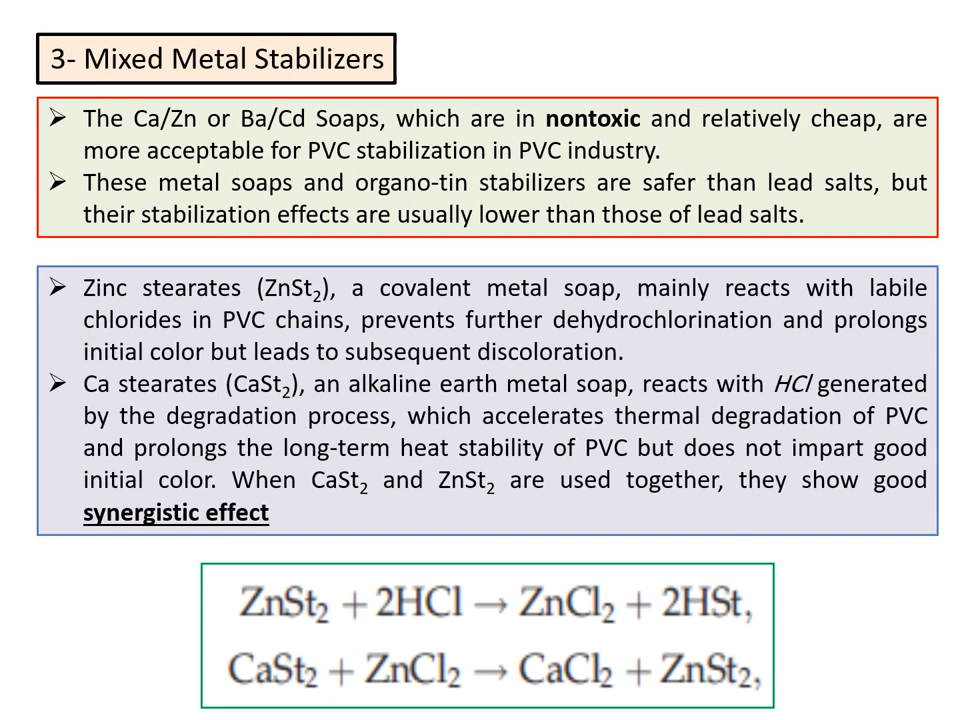 3- Mixed Metal Stabilizers
➢ The Ca/Zn or Ba/Cd Soaps, which are in nontoxic and relatively cheap, are
more acceptable for PVC stabilization in PVC industry.
➢ These metal soaps and organo-tin stabilizers are safer than lead salts, but
their stabilization effects are usually lower than those of lead salts.
➢ Zinc stearates (ZnSt₂), a covalent metal soap, mainly reacts with labile
chlorides in PVC chains, prevents further dehydrochlorination and prolongs
initial color but leads to subsequent discoloration.
➢ Ca stearates (CaSt₂), an alkaline earth metal soap, reacts with HCl generated
by the degradation process, which accelerates thermal degradation of PVC
and prolongs the long-term heat stability of PVC but does not impart good
initial color. When CaSt₂ and ZnSt₂ are used together, they show good
synergistic effect
ZnSt₂ + 2HCl → ZnCl₂ + 2HSt,
CaSt₂ + ZnCl₂ → CaCl₂ + ZnSt₂,